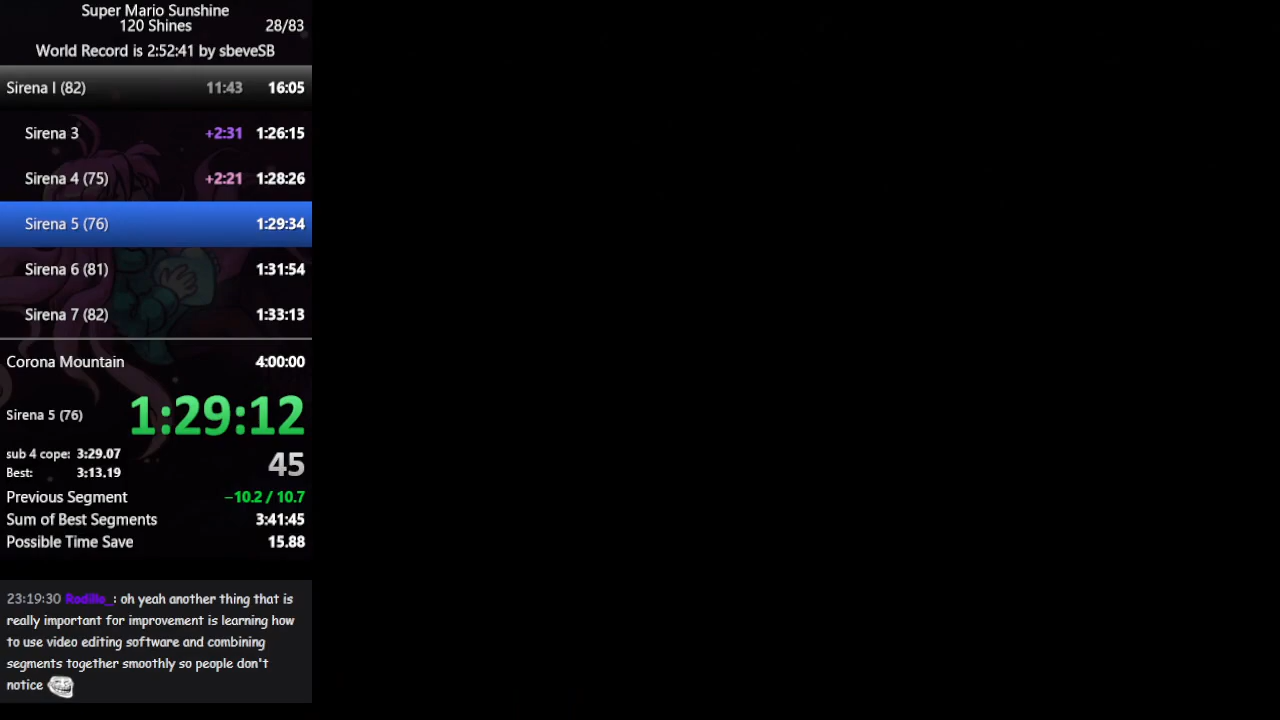 Super Mario Sunshine
120 Shines 28/83
World Record is 2:52:41 by sbeveSB
Sirena I (82) 11:43 16:05
Sirena 3 +2:31 1:26:15
Sirena 4 (75) +2:21 1:28:26
Sirena 5 (76) 1:29:34
Sirena 6 (81) 1:31:54
Sirena 7 (82) 1:33:13
Corona Mountain 4:00:00
Sirena 5 (76) 1:29:12
sub 4 cope: 3:29.07
45
Best: 3:13.19
Previous Segment −10.2 / 10.7
Sum of Best Segments 3:41:45
Possible Time Save 15.88
23:19:30 Rodillo_: oh yeah another thing that is
really important for improvement is learning how
to use video editing software and combining
segments together smoothly so people don't
notice